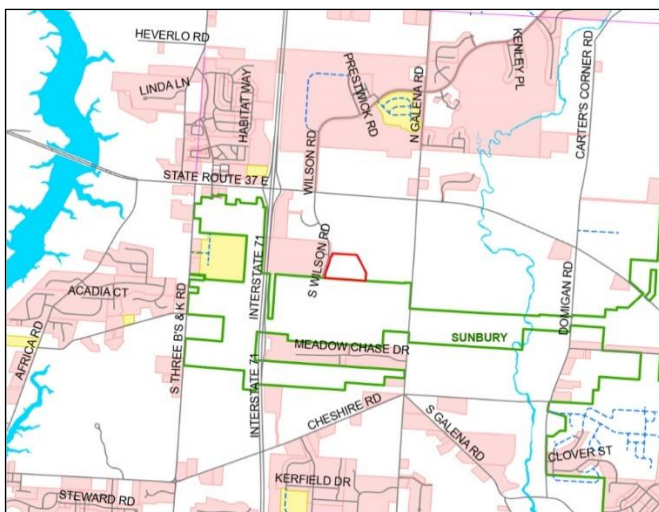 HEVERLO RD
LINDA LN
HABITAT WAY
PRESTWICK RD
N GALENA RD
KENLEY PL
CARTER'S CORNER RD
WILSON RD
STATE ROUTE 37 E
INTERSTATE 71
S WILSON RD
ACADIA CT
AFRICA RD
S THREE B'S & K RD
DOMIGAN RD
SUNBURY
MEADOW CHASE DR
INTERSTATE 71
CHESHIRE RD
S GALENA RD
CLOVER ST
KERFIELD DR
STEWARD RD